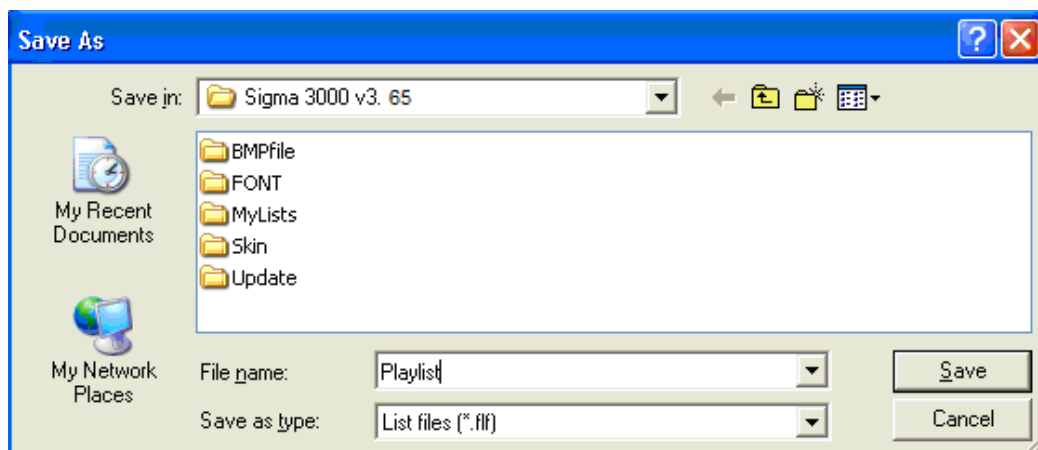 Save As
Save in: Sigma 3000 v3. 65
BMPfile
FONT
MyLists
Skin
Update
My Recent
Documents
My Network
Places
File name: Playlist Save
Save as type: List files (*.flf) Cancel